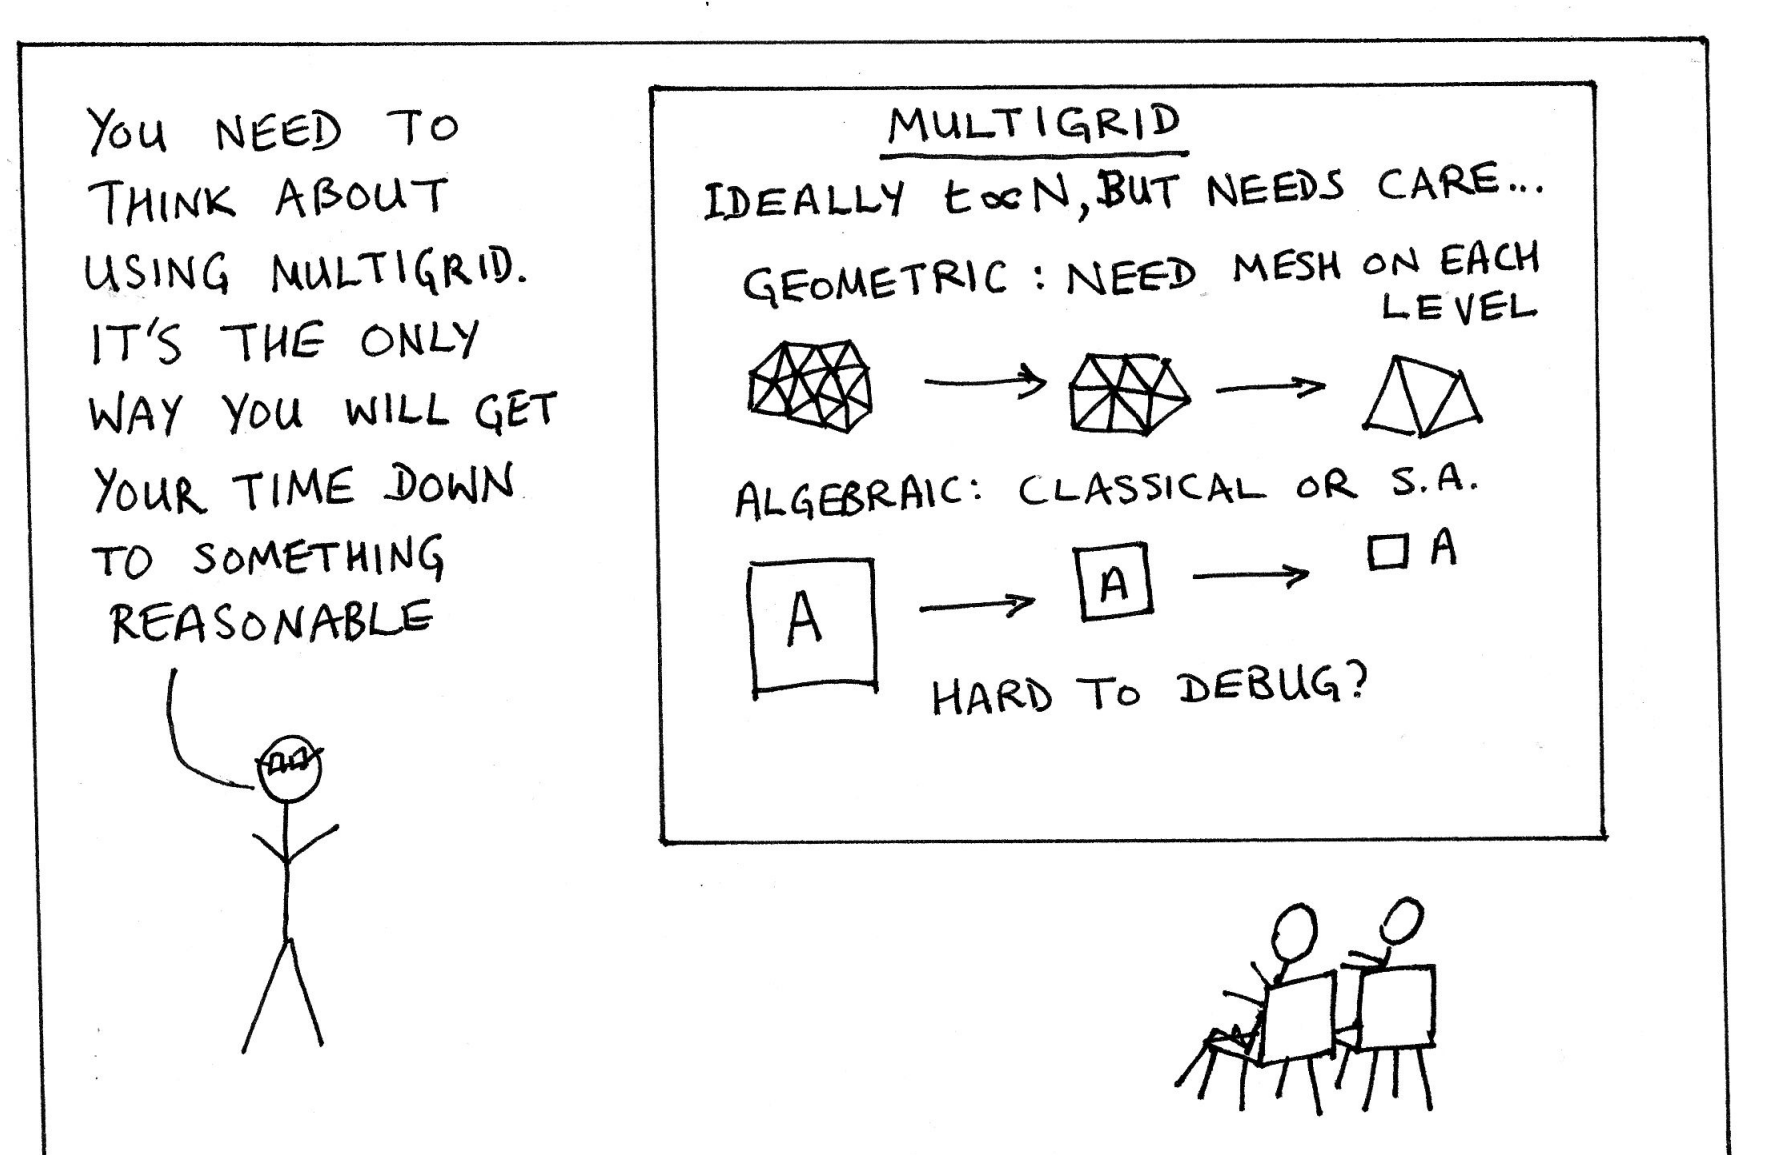 YOU NEED TO
THINK ABOUT
USING MULTIGRID.
IT'S THE ONLY
WAY YOU WILL GET
YOUR TIME DOWN
TO SOMETHING
REASONABLE
MULTIGRID
IDEALLY t∝N, BUT NEEDS CARE...
GEOMETRIC : NEED MESH ON EACH
LEVEL
ALGEBRAIC: CLASSICAL OR S.A.
A
A
A
HARD TO DEBUG?